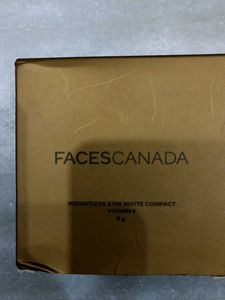 FACESCANADA
WEIGHTLESS STAY MATTE COMPACT
VITAMIN E
9 g